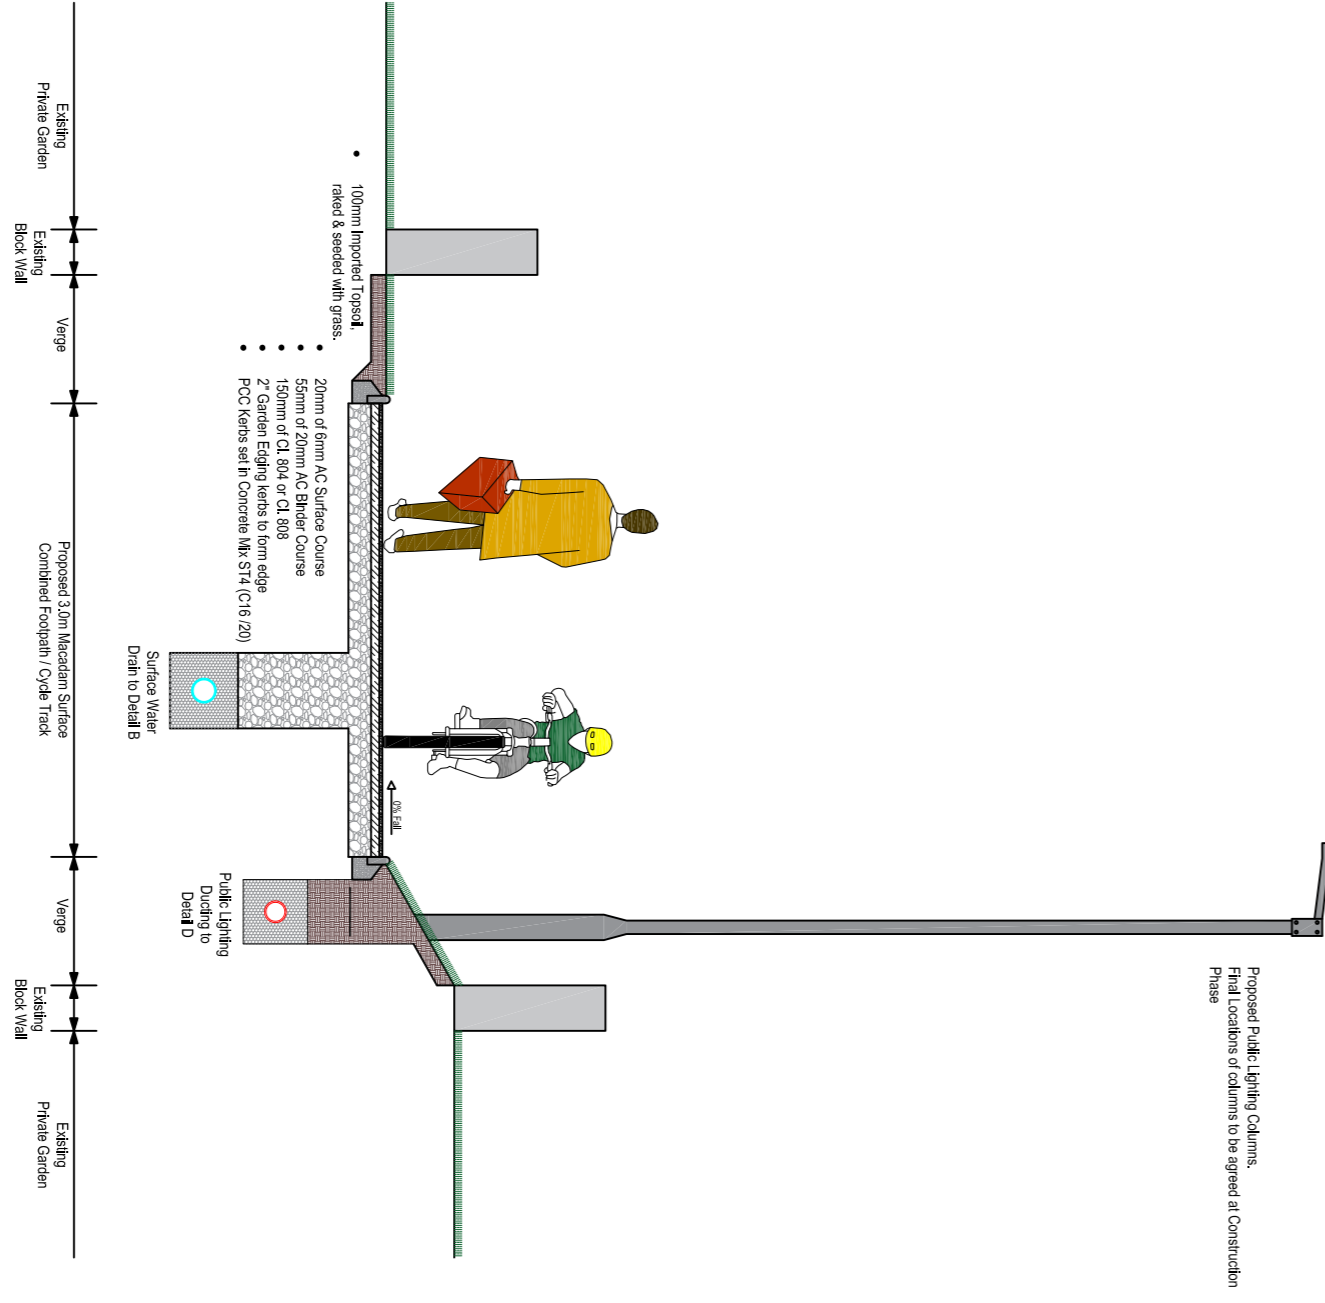 Proposed Public Lighting Columns.
Final Locations of columns to be agreed at Construction
Phase
0% Fall
100mm Imported Topsoil,
raked & seeded with grass.
20mm of 6mm AC Surface Course
55mm of 20mm AC Binder Course
150mm of Cl. 804 or Cl. 808
2" Garden Edging kerbs to form edge
PCC Kerbs set in Concrete Mix ST4 (C16 /20)
Surface Water
Drain to Detail B
Public Lighting
Ducting to
Detail D
Existing
Private Garden
Existing
Block Wall
Verge
Proposed 3.0m Macadam Surface
Combined Footpath / Cycle Track
Verge
Existing
Block Wall
Existing
Private Garden